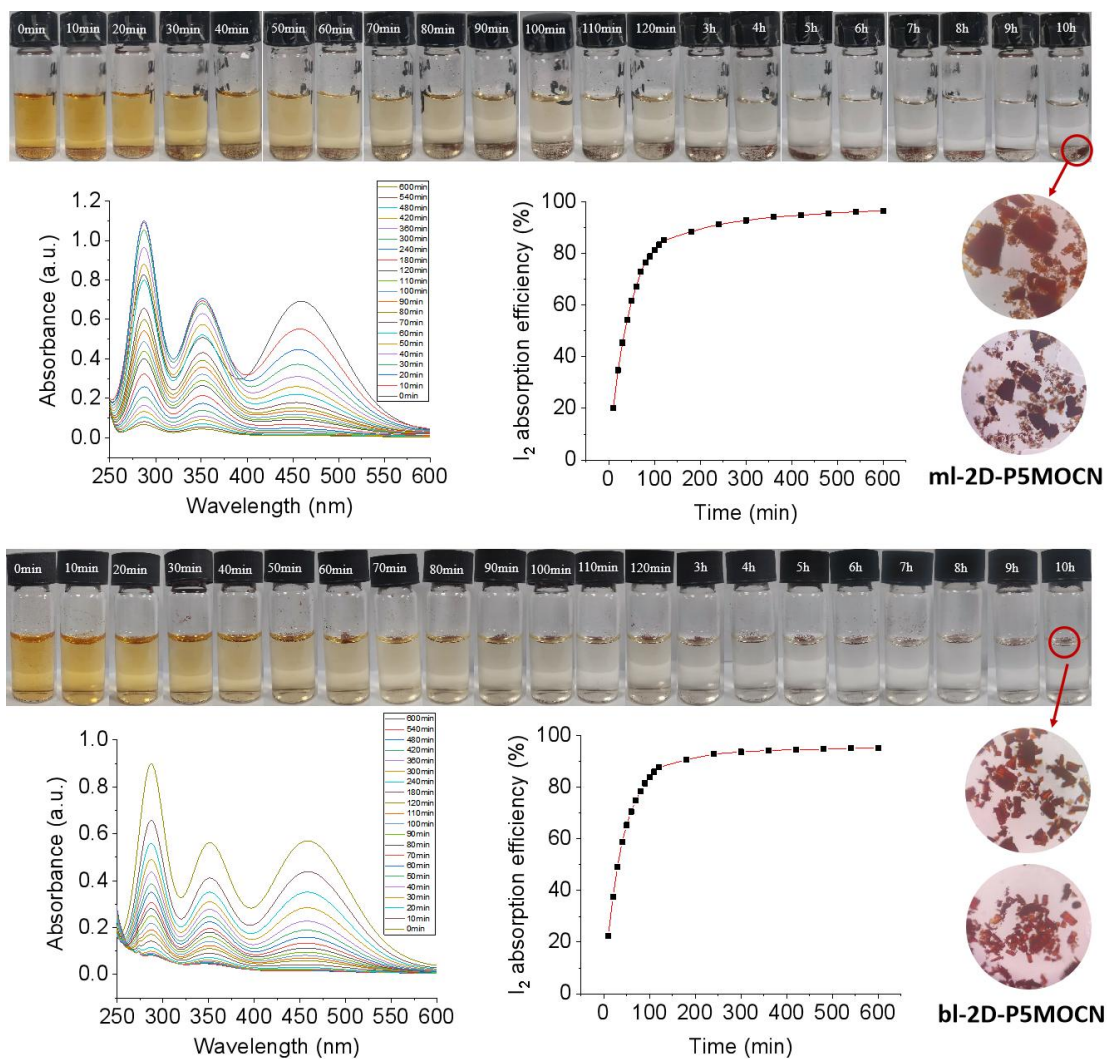 0min 10min 20min 30min 40min 50min 60min 70min 80min 90min 100min 110min 120min 3h 4h 5h 6h 7h 8h 9h 10h
1.2
1.0
0.8
0.6
0.4
0.2
0.0
Absorbance (a.u.)
250 300 350 400 450 500 550 600
Wavelength (nm)
600min
540min
480min
420min
360min
300min
240min
180min
120min
110min
100min
90min
80min
70min
60min
50min
40min
30min
20min
10min
0min
100
80
60
40
20
0
I₂ absorption efficiency (%)
0 100 200 300 400 500 600
Time (min)
ml-2D-P5MOCN
0min 10min 20min 30min 40min 50min 60min 70min 80min 90min 100min 110min 120min 3h 4h 5h 6h 7h 8h 9h 10h
1.0
0.8
0.6
0.4
0.2
0.0
Absorbance (a.u.)
250 300 350 400 450 500 550 600
Wavelength (nm)
600min
540min
480min
420min
360min
300min
240min
180min
120min
110min
100min
90min
80min
70min
60min
50min
40min
30min
20min
10min
0min
100
80
60
40
20
0
I₂ absorption efficiency (%)
0 100 200 300 400 500 600
Time (min)
bl-2D-P5MOCN